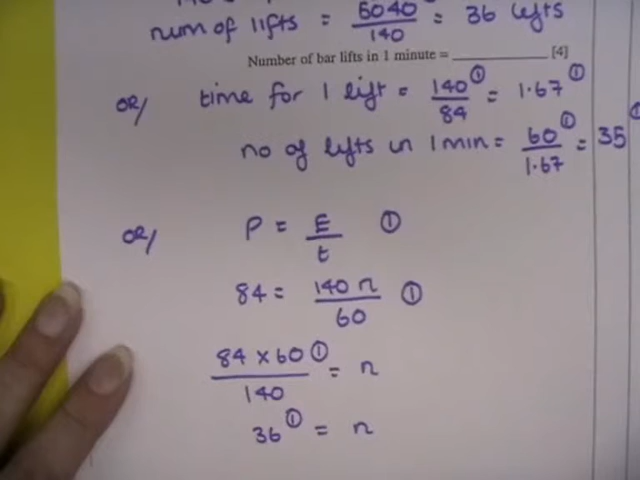 num of lifts = 5040 / 140 = 36 lifts
Number of bar lifts in 1 minute = ____________ [4]
OR/ time for 1 lift = 140 ① / 84 = 1.67 ①
no of lifts in 1 min = 60 ① / 1.67 = 35 ①
OR/ P = E / t ①
84 = 140 n / 60 ①
84 × 60 ① / 140 = n
36 ① = n